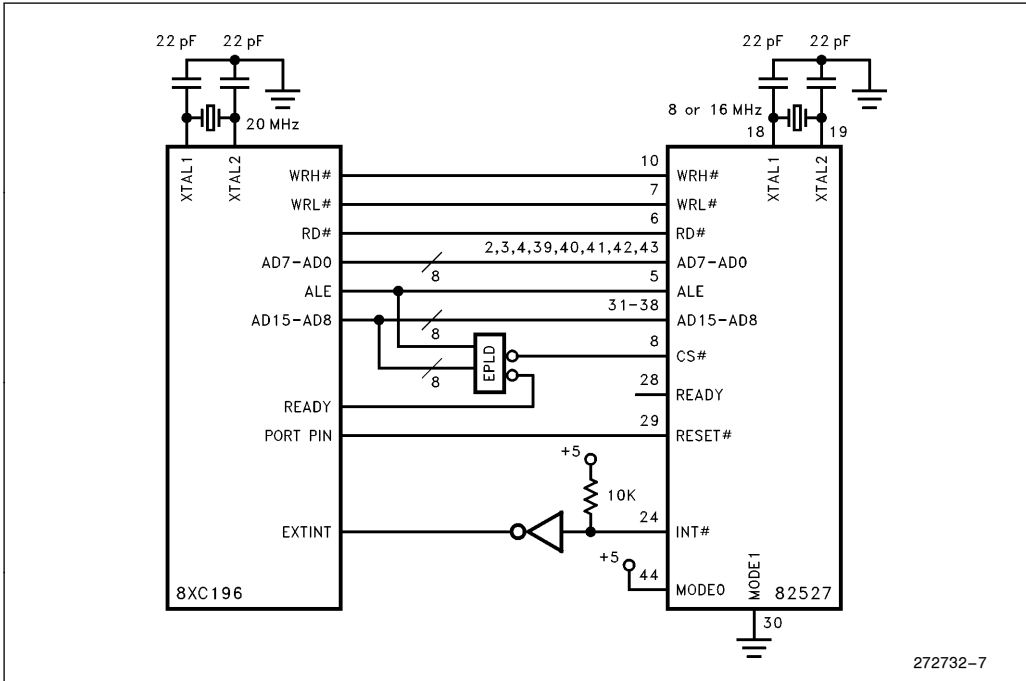 22 pF 22 pF
20 MHz
XTAL1
XTAL2
WRH#
WRL#
RD#
AD7-AD0
ALE
AD15-AD8
READY
PORT PIN
EXTINT
8XC196
8
8
8
EPLD
+5
10K
+5
22 pF 22 pF
8 or 16 MHz
18
19
XTAL1
XTAL2
10 WRH#
7 WRL#
6 RD#
2,3,4,39,40,41,42,43 AD7-AD0
5 ALE
31-38 AD15-AD8
8 CS#
28 READY
29 RESET#
24 INT#
44 MODE0
MODE1
30
82527
272732-7